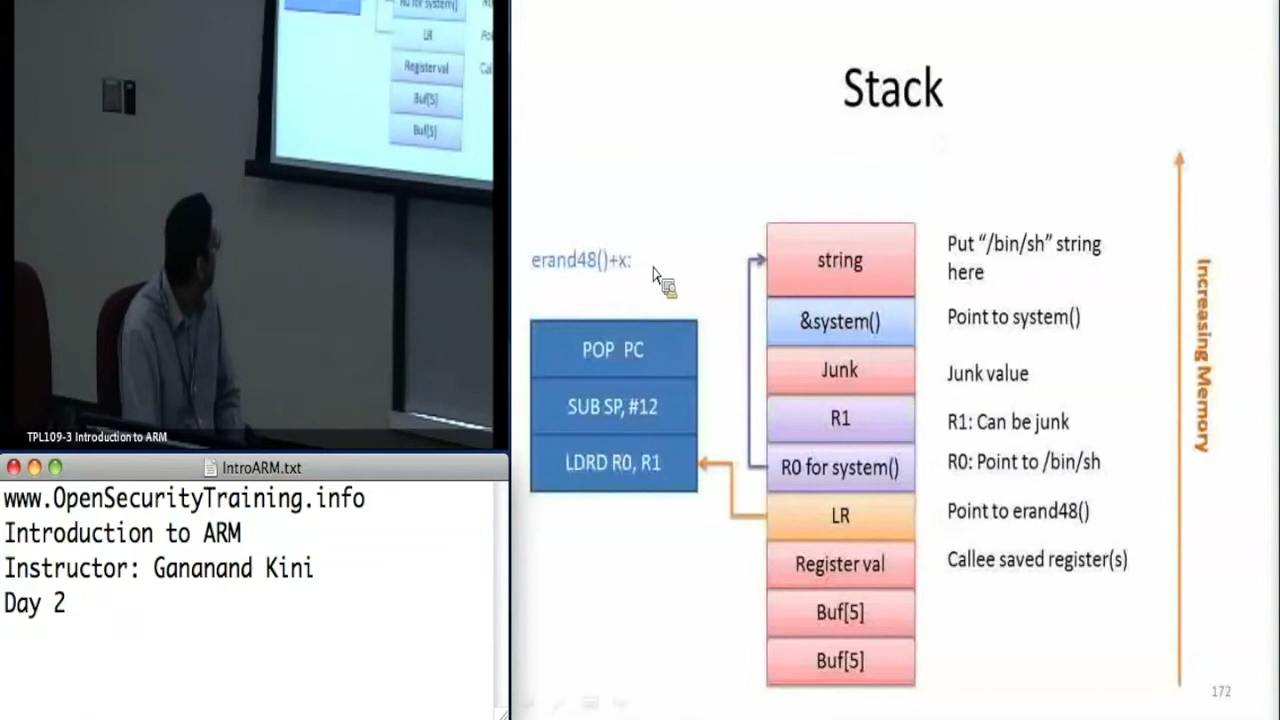 R0 for system()
LR
Register val
Buf[5]
Buf[5]
TPL109-3 Introduction to ARM
IntroARM.txt
www.OpenSecurityTraining.info
Introduction to ARM
Instructor: Gananand Kini
Day 2
Stack
erand48()+x:
POP PC
SUB SP, #12
LDRD R0, R1
string
&system()
Junk
R1
R0 for system()
LR
Register val
Buf[5]
Buf[5]
Put "/bin/sh" string
here
Point to system()
Junk value
R1: Can be junk
R0: Point to /bin/sh
Point to erand48()
Callee saved register(s)
Increasing Memory
172